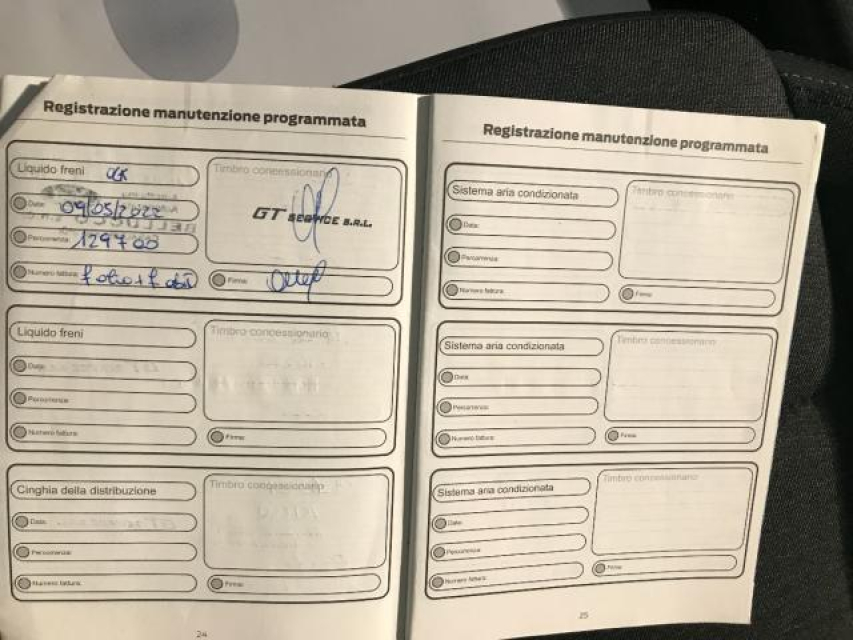 Registrazione manutenzione programmata
Liquido freni OK
Timbro concessionario
Data: 09/05/2022
GT SERVICE S.R.L.
Percorrenza: 129700
Numero fattura: f. olio + f.
Firma:
Liquido freni
Timbro concessionario
Data:
Percorrenza:
Numero fattura:
Firma:
Cinghia della distribuzione
Timbro concessionario
Data:
Percorrenza:
Numero fattura:
Firma:
24
Registrazione manutenzione programmata
Sistema aria condizionata
Timbro concessionario
Data:
Percorrenza:
Numero fattura:
Firma:
Sistema aria condizionata
Timbro concessionario
Data:
Percorrenza:
Numero fattura:
Firma:
Sistema aria condizionata
Timbro concessionario
Data:
Percorrenza:
Numero fattura:
Firma:
25